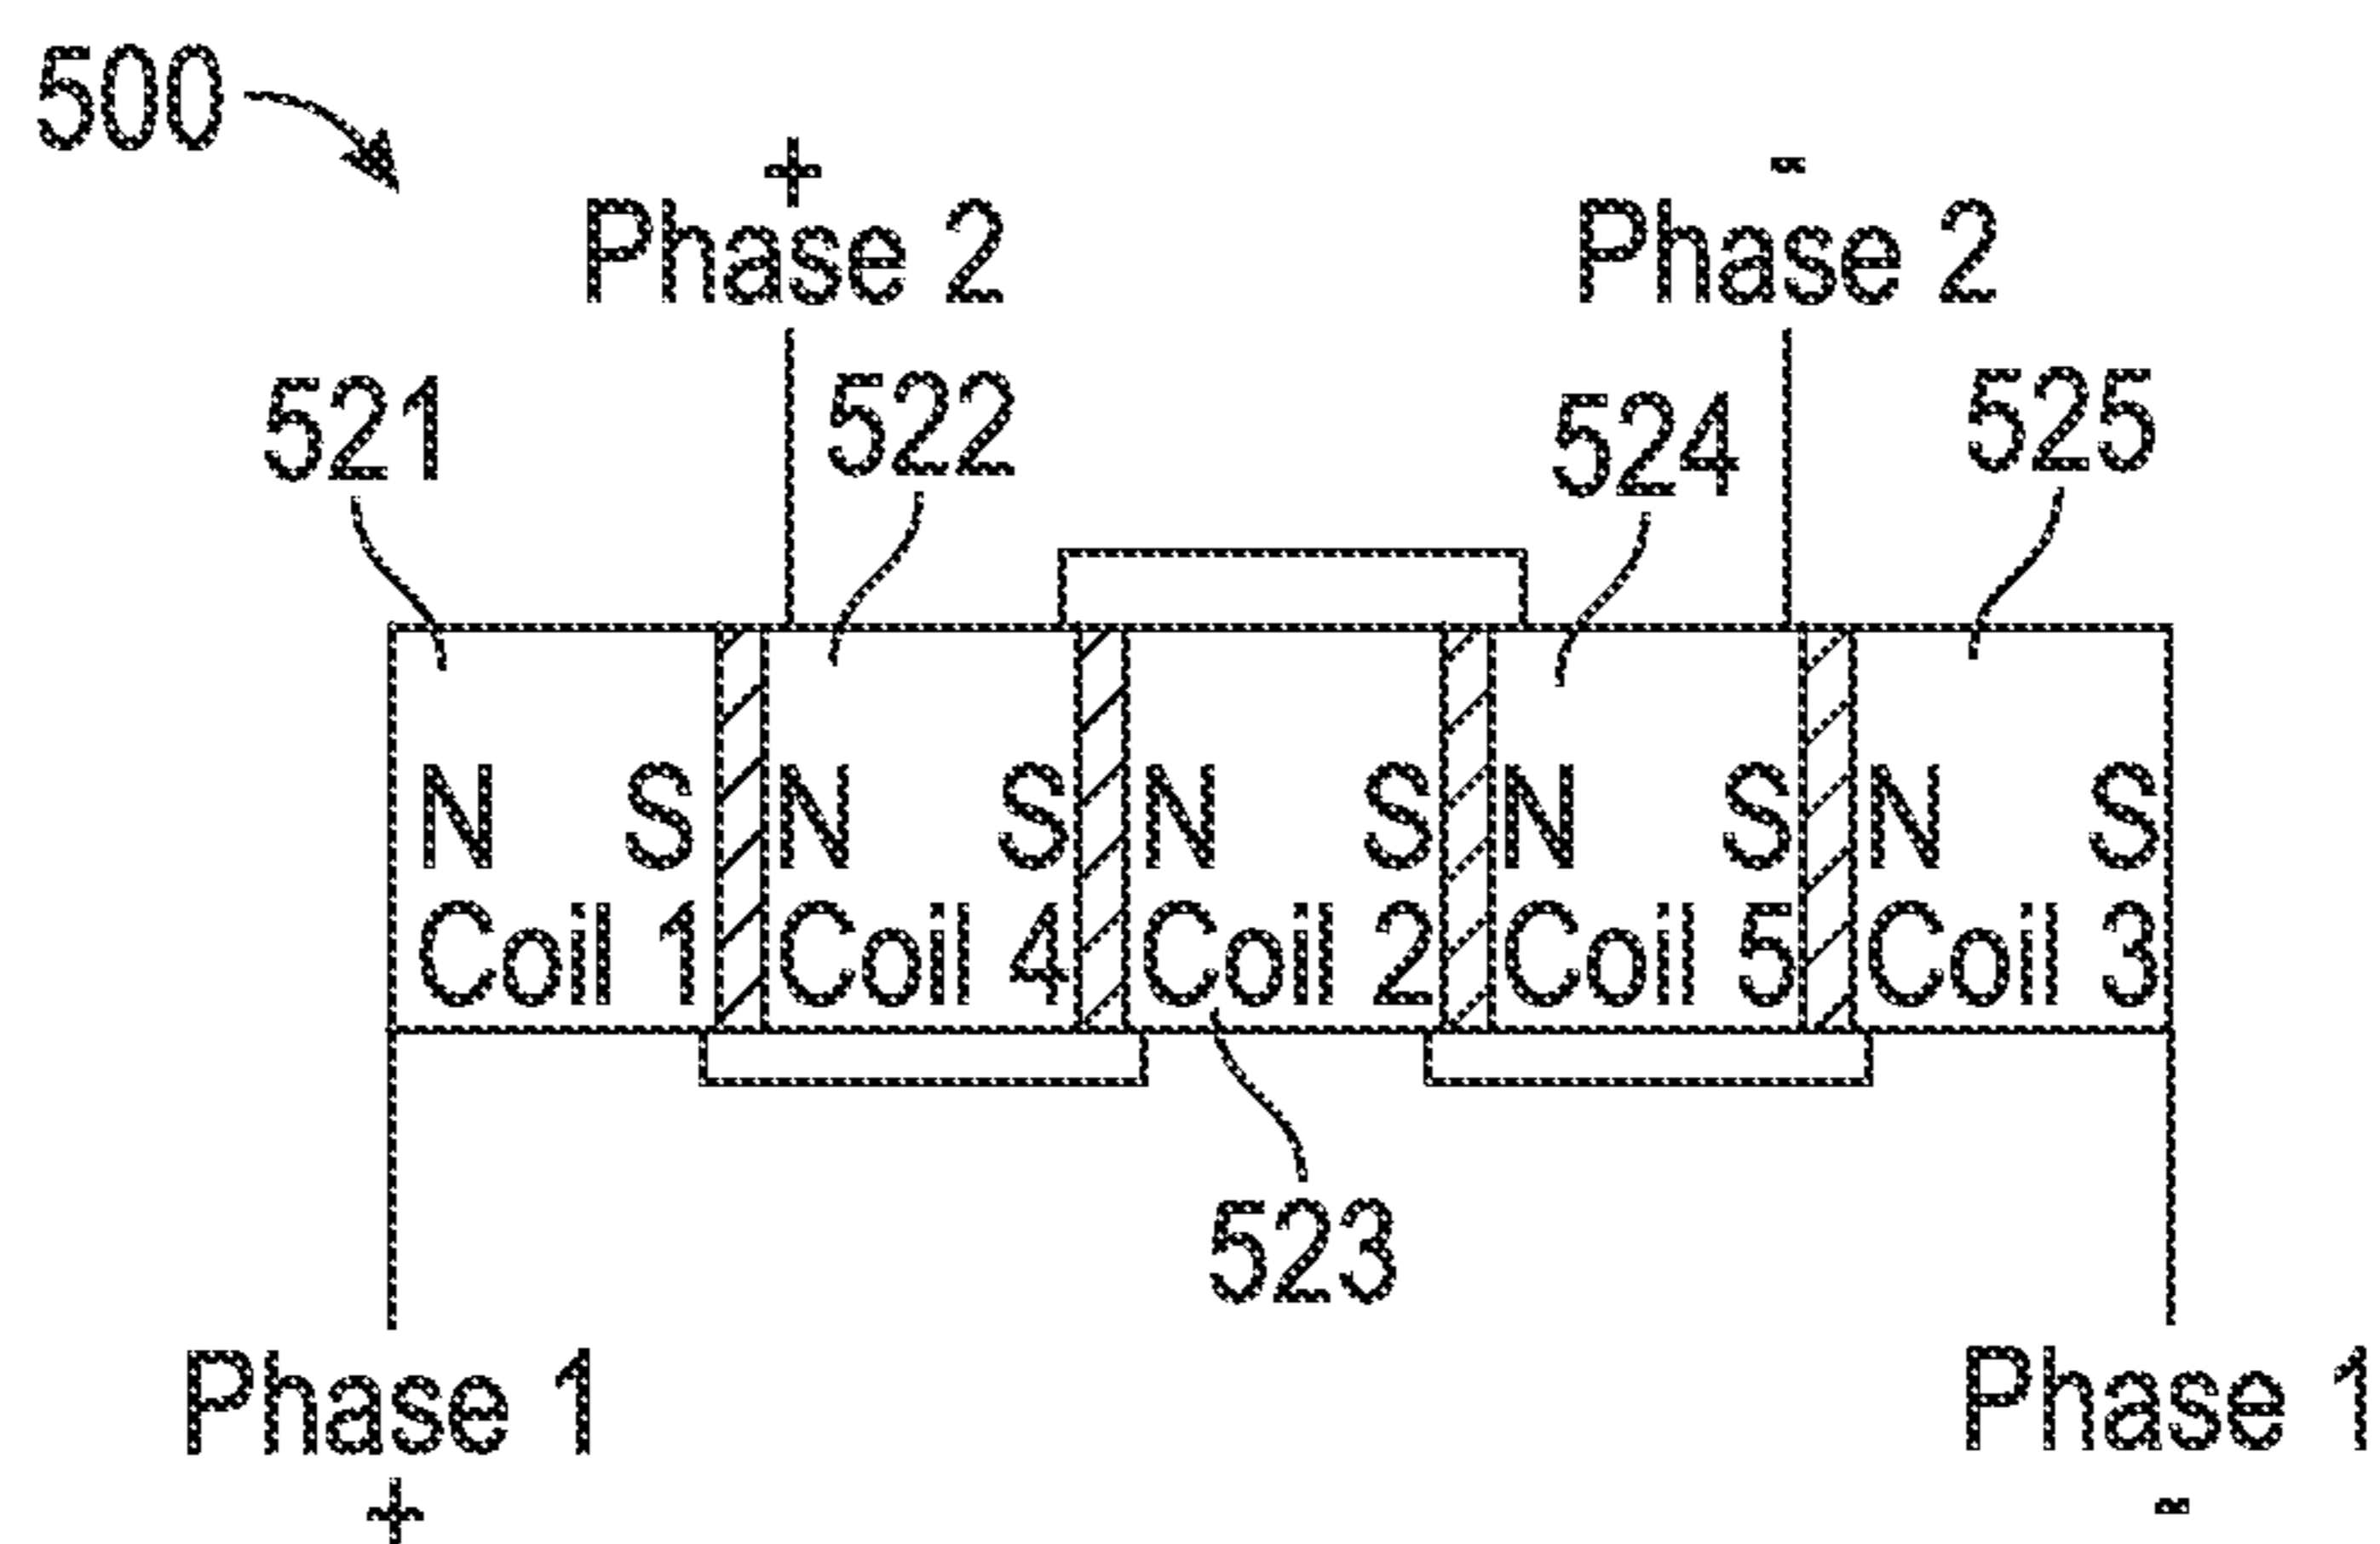 500
+
-
Phase 2
Phase 2
521
522
524
525
N S N S N S N S N S
Coil 1 Coil 4 Coil 2 Coil 5 Coil 3
523
Phase 1
Phase 1
+
-